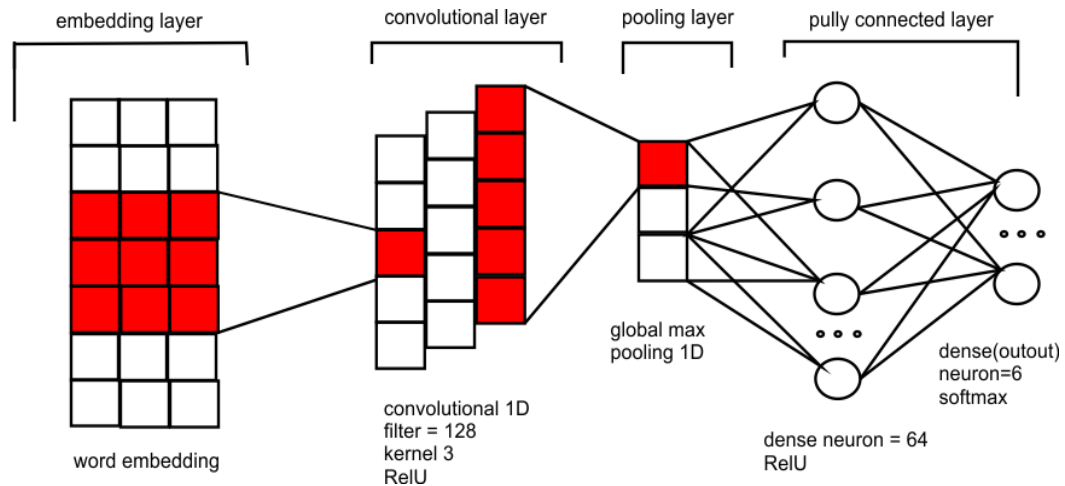 embedding layer
convolutional layer
pooling layer
pully connected layer
word embedding
convolutional 1D
filter = 128
kernel 3
RelU
global max
pooling 1D
dense neuron = 64
RelU
dense(outout)
neuron=6
softmax